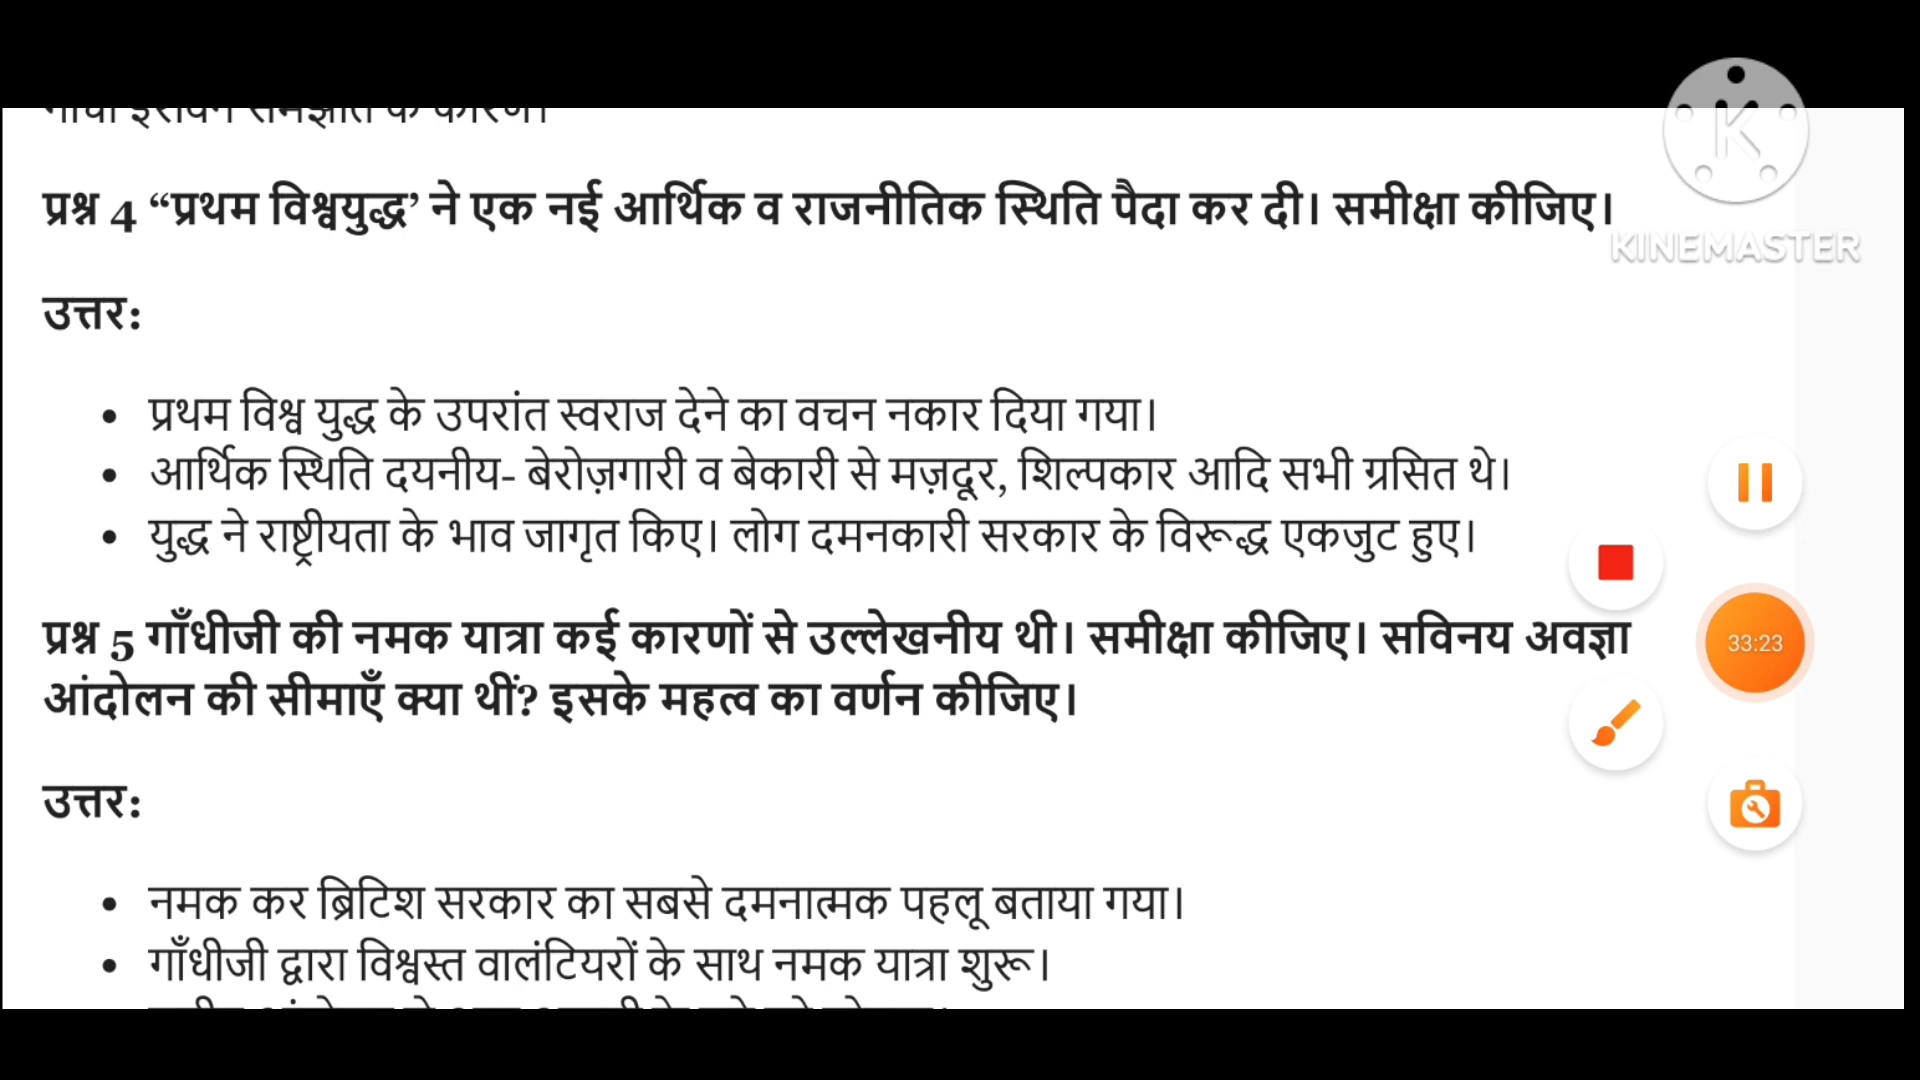 प्रश्न 4 “प्रथम विश्वयुद्ध’ ने एक नई आर्थिक व राजनीतिक स्थिति पैदा कर दी। समीक्षा कीजिए।
KINEMASTER
उत्तर:
• प्रथम विश्व युद्ध के उपरांत स्वराज देने का वचन नकार दिया गया।
• आर्थिक स्थिति दयनीय- बेरोज़गारी व बेकारी से मज़दूर, शिल्पकार आदि सभी ग्रसित थे।
• युद्ध ने राष्ट्रीयता के भाव जागृत किए। लोग दमनकारी सरकार के विरूद्ध एकजुट हुए।
प्रश्न 5 गाँधीजी की नमक यात्रा कई कारणों से उल्लेखनीय थी। समीक्षा कीजिए। सविनय अवज्ञा
33:23
आंदोलन की सीमाएँ क्या थीं? इसके महत्व का वर्णन कीजिए।
उत्तर:
• नमक कर ब्रिटिश सरकार का सबसे दमनात्मक पहलू बताया गया।
• गाँधीजी द्वारा विश्वस्त वालंटियरों के साथ नमक यात्रा शुरू।